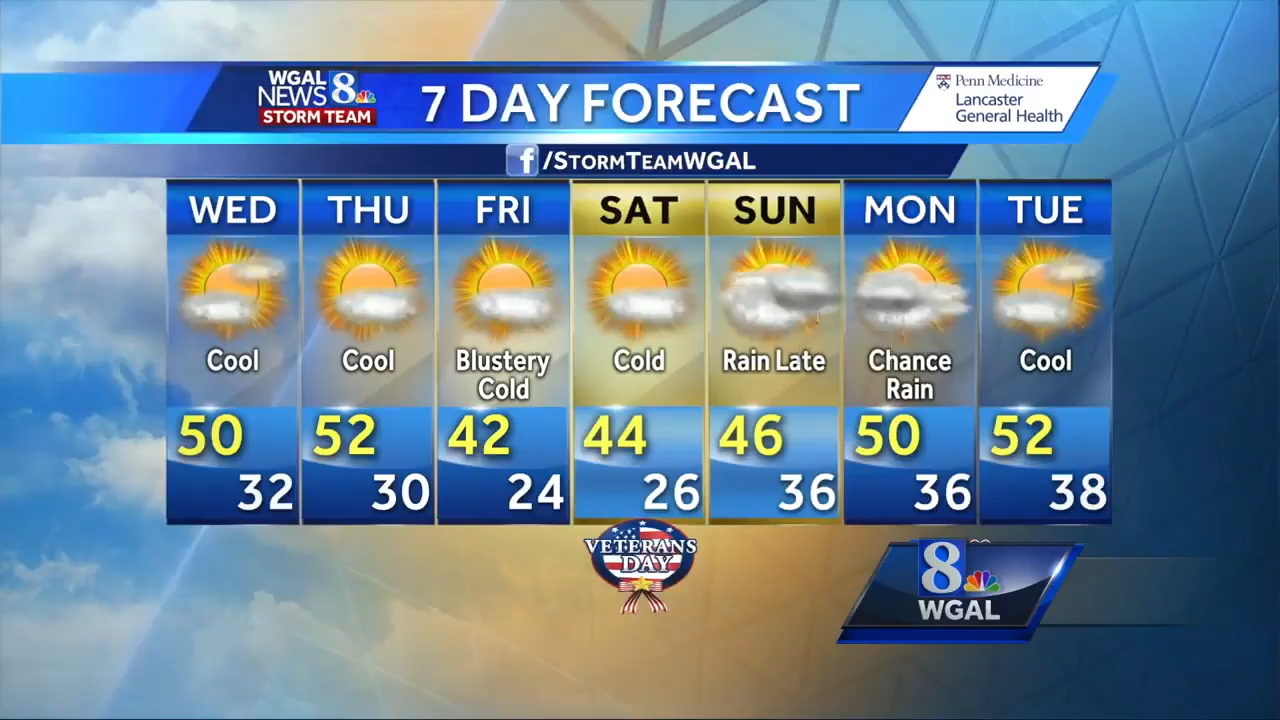 WGAL
NEWS 8
STORM TEAM
7 DAY FORECAST
Penn Medicine
Lancaster
General Health
f /STORMTEAMWGAL
WED THU FRI SAT SUN MON TUE
Cool Cool Blustery Cold Rain Late Chance Cool
Cold Rain
50 52 42 44 46 50 52
32 30 24 26 36 36 38
VETERANS
DAY
8
WGAL